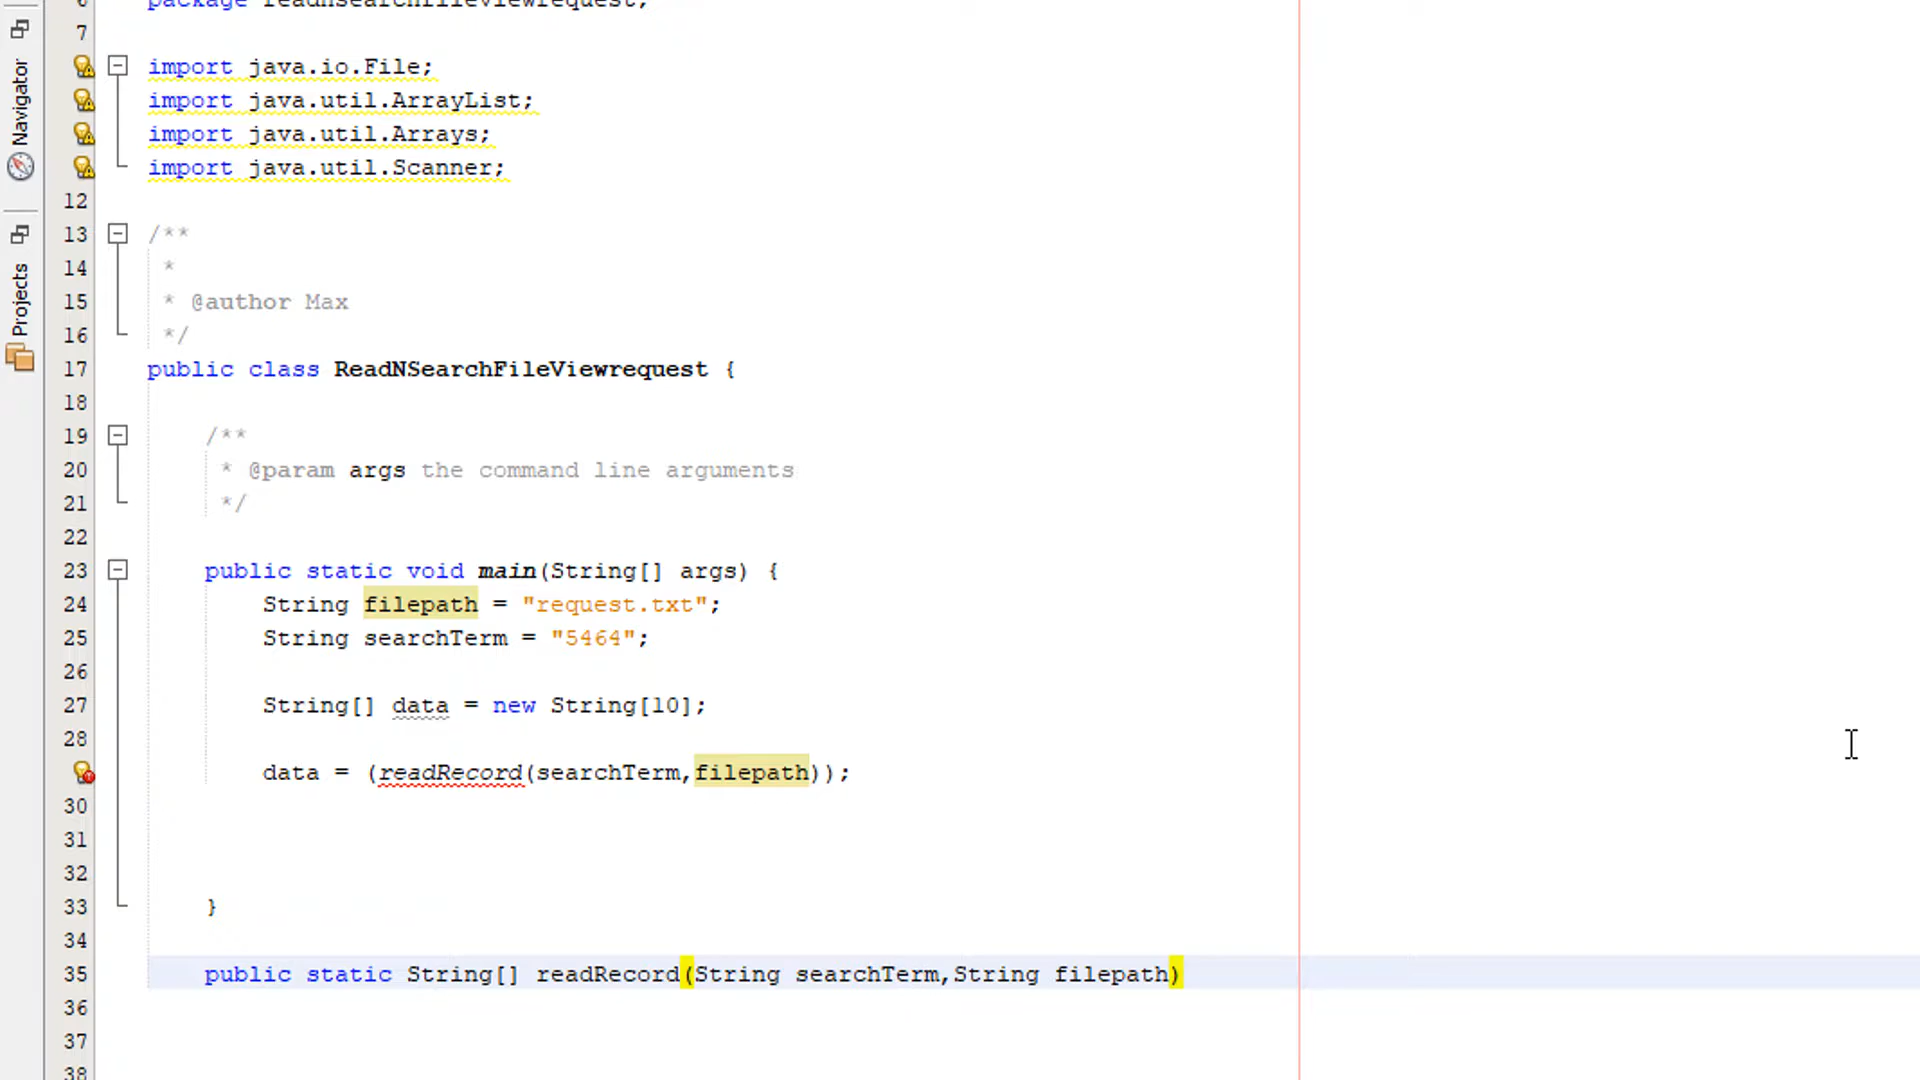 6 package readnsearchfileviewrequest;
7
import java.io.File;
import java.util.ArrayList;
import java.util.Arrays;
import java.util.Scanner;
12
13 /**
14 *
15 * @author Max
16 */
17 public class ReadNSearchFileViewrequest {
18
19 /**
20 * @param args the command line arguments
21 */
22
23 public static void main(String[] args) {
24 String filepath = "request.txt";
25 String searchTerm = "5464";
26
27 String[] data = new String[10];
28
data = (readRecord(searchTerm,filepath));
30
31
32
33 }
34
35 public static String[] readRecord(String searchTerm,String filepath)
36
37
38
Navigator
Projects